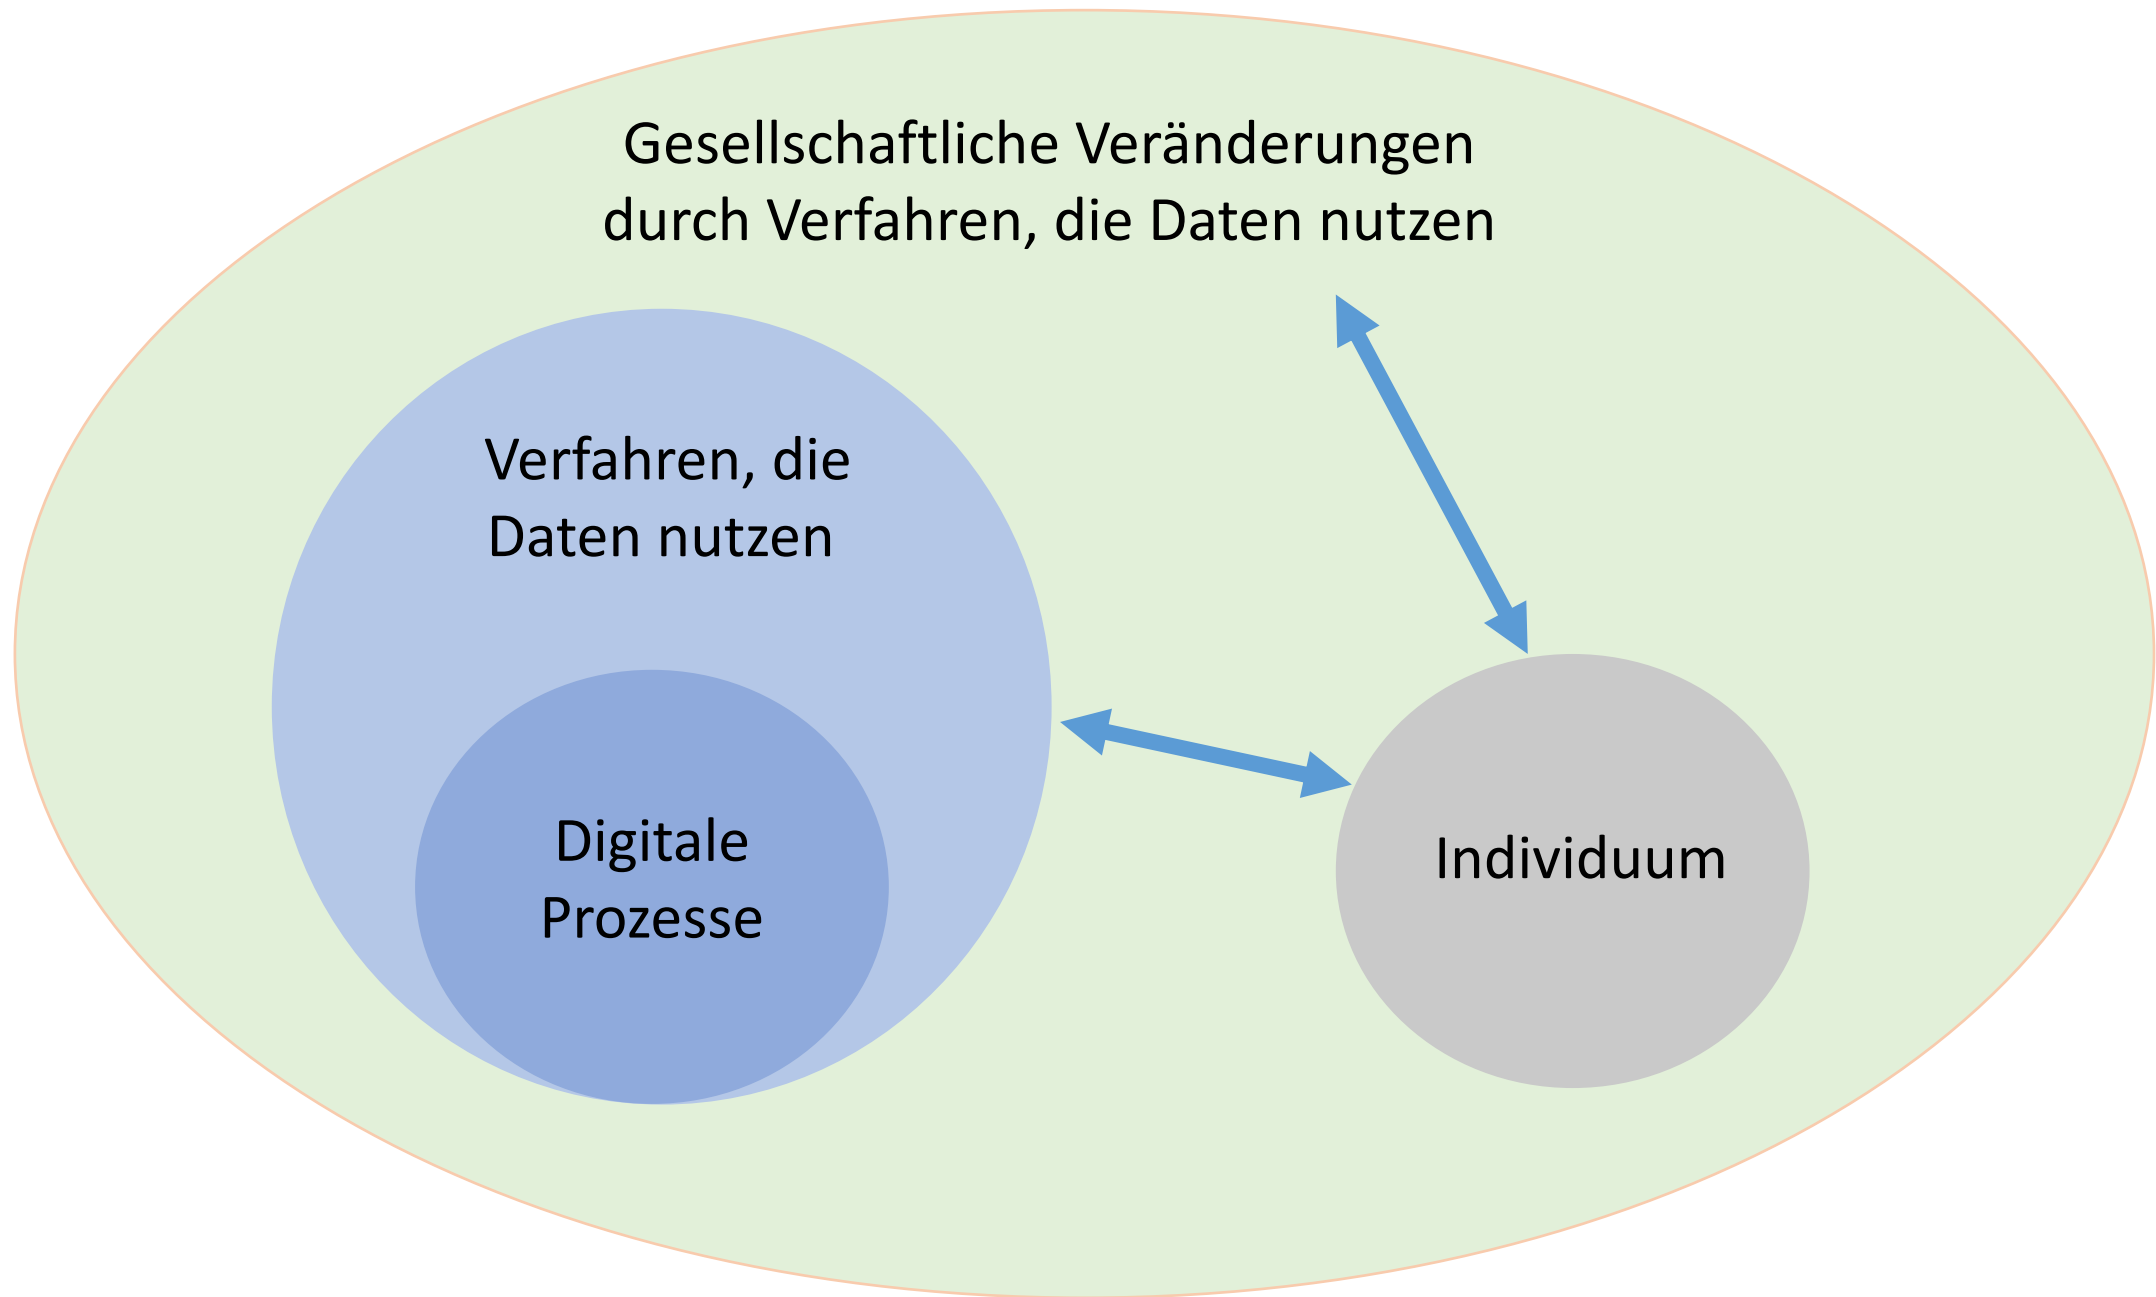 Gesellschaftliche Veränderungen
durch Verfahren, die Daten nutzen
Verfahren, die
Daten nutzen
Digitale
Prozesse
Individuum